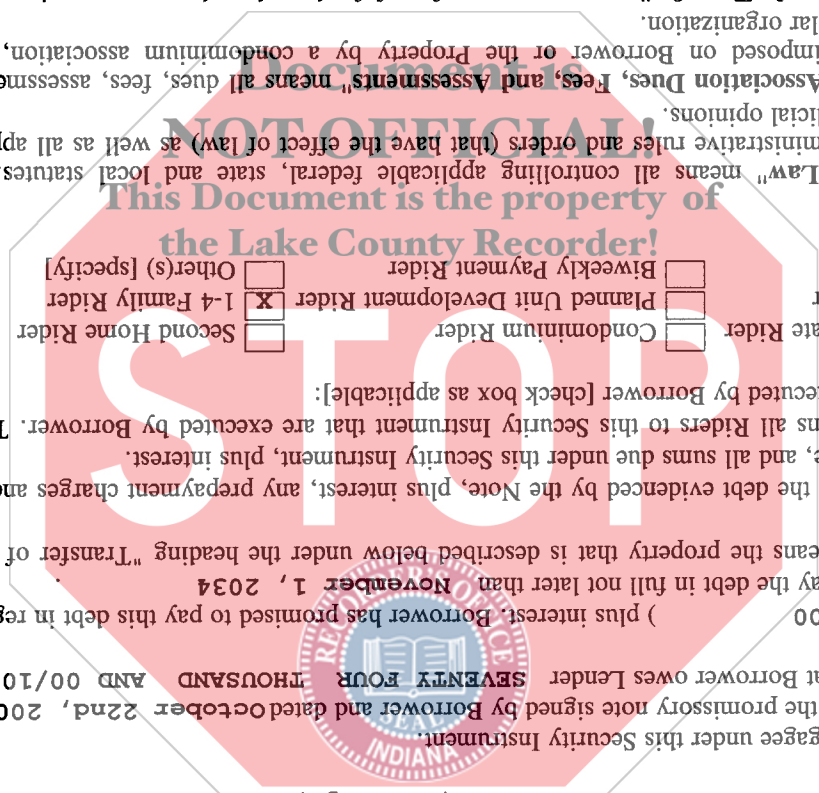 gagee under this Security Instrument.
the promissory note signed by Borrower and dated October 22nd, 200
at Borrower owes Lender SEVENTY FOUR THOUSAND AND 00/10
00 ) plus interest. Borrower has promised to pay this debt in reg
ay the debt in full not later than November 1, 2034 .
eans the property that is described below under the heading "Transfer of
the debt evidenced by the Note, plus interest, any prepayment charges and
e, and all sums due under this Security Instrument, plus interest.
ns all Riders to this Security Instrument that are executed by Borrower. T
ecuted by Borrower [check box as applicable]:
ate Rider Condominium Rider Second Home Rider
r Planned Unit Development Rider X 1-4 Family Rider
Biweekly Payment Rider Other(s) [specify]
Law" means all controlling applicable federal, state and local statutes
ministrative rules and orders (that have the effect of law) as well as all app
dicial opinions.
Association Dues, Fees, and Assessments" means all dues, fees, assessme
imposed on Borrower or the Property by a condominium association,
lar organization.
Document is
NOT OFFICIAL!
This Document is the property of
the Lake County Recorder!
STOP
RECORDER'S OFFICE
SEAL
INDIANA